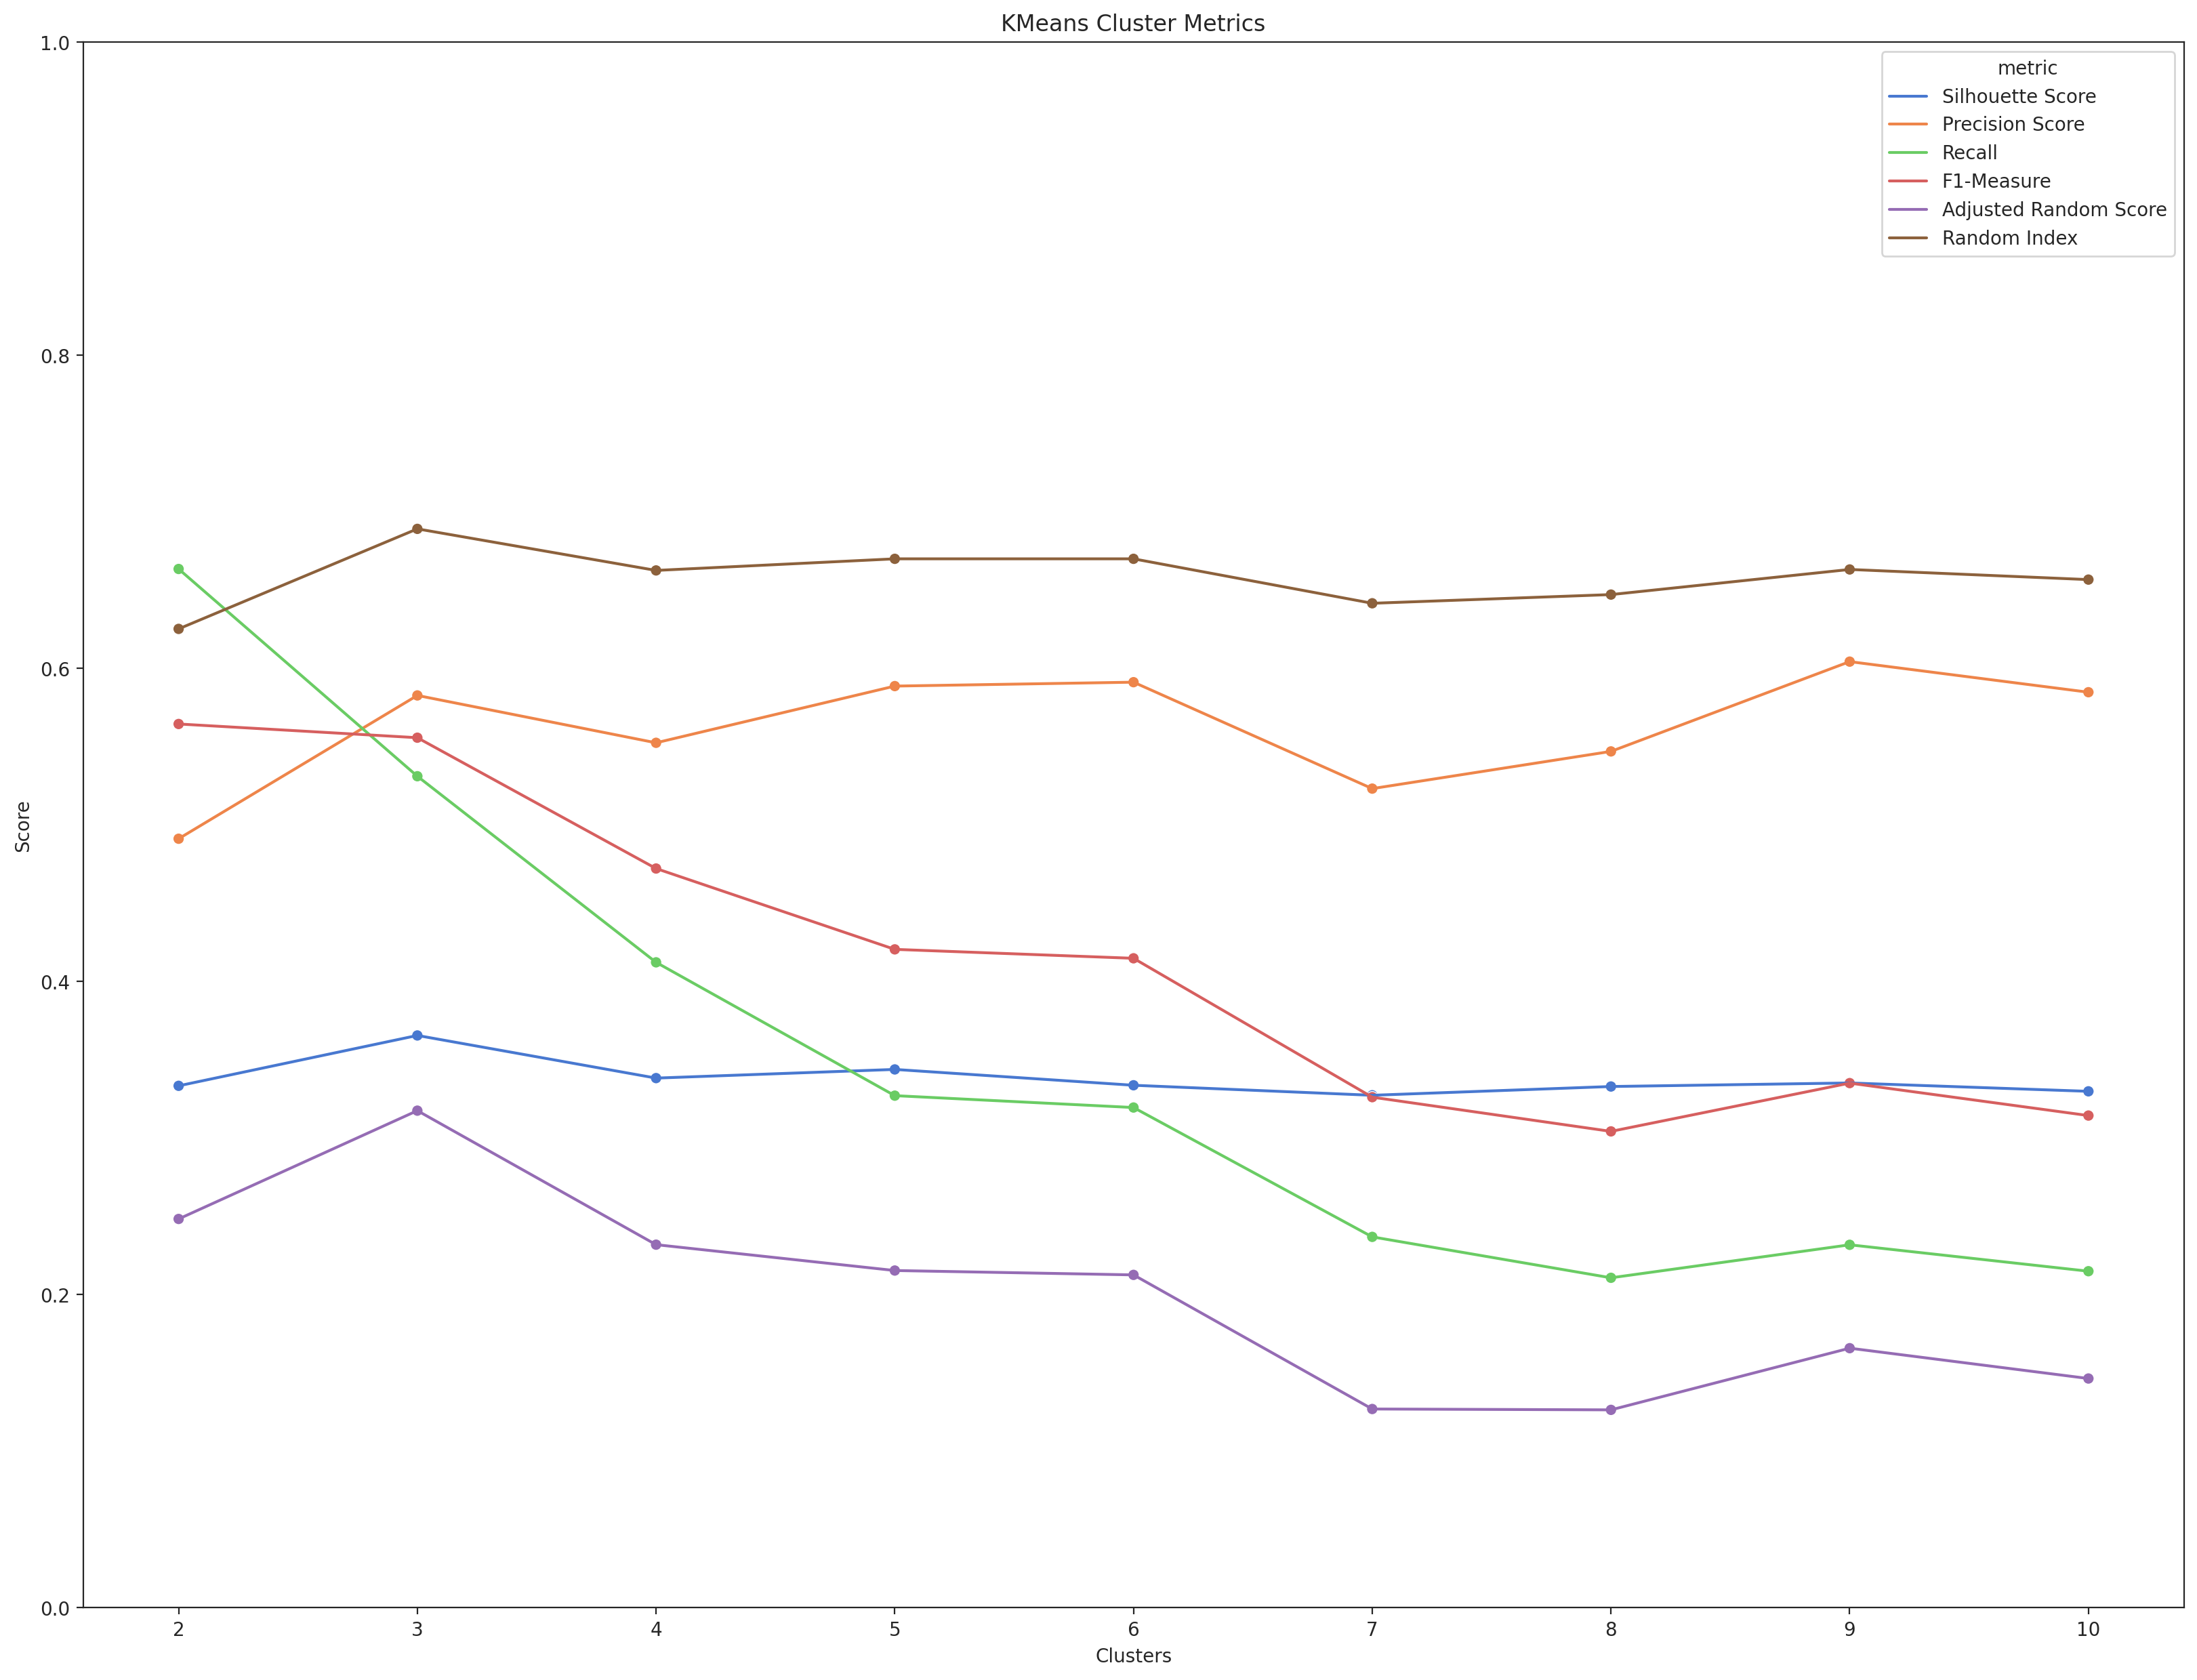 KMeans Cluster Metrics
1.0
0.8
0.6
0.4
0.2
0.0
Score
metric
Silhouette Score
Precision Score
Recall
F1-Measure
Adjusted Random Score
Random Index
2 3 4 5 6 7 8 9 10
Clusters